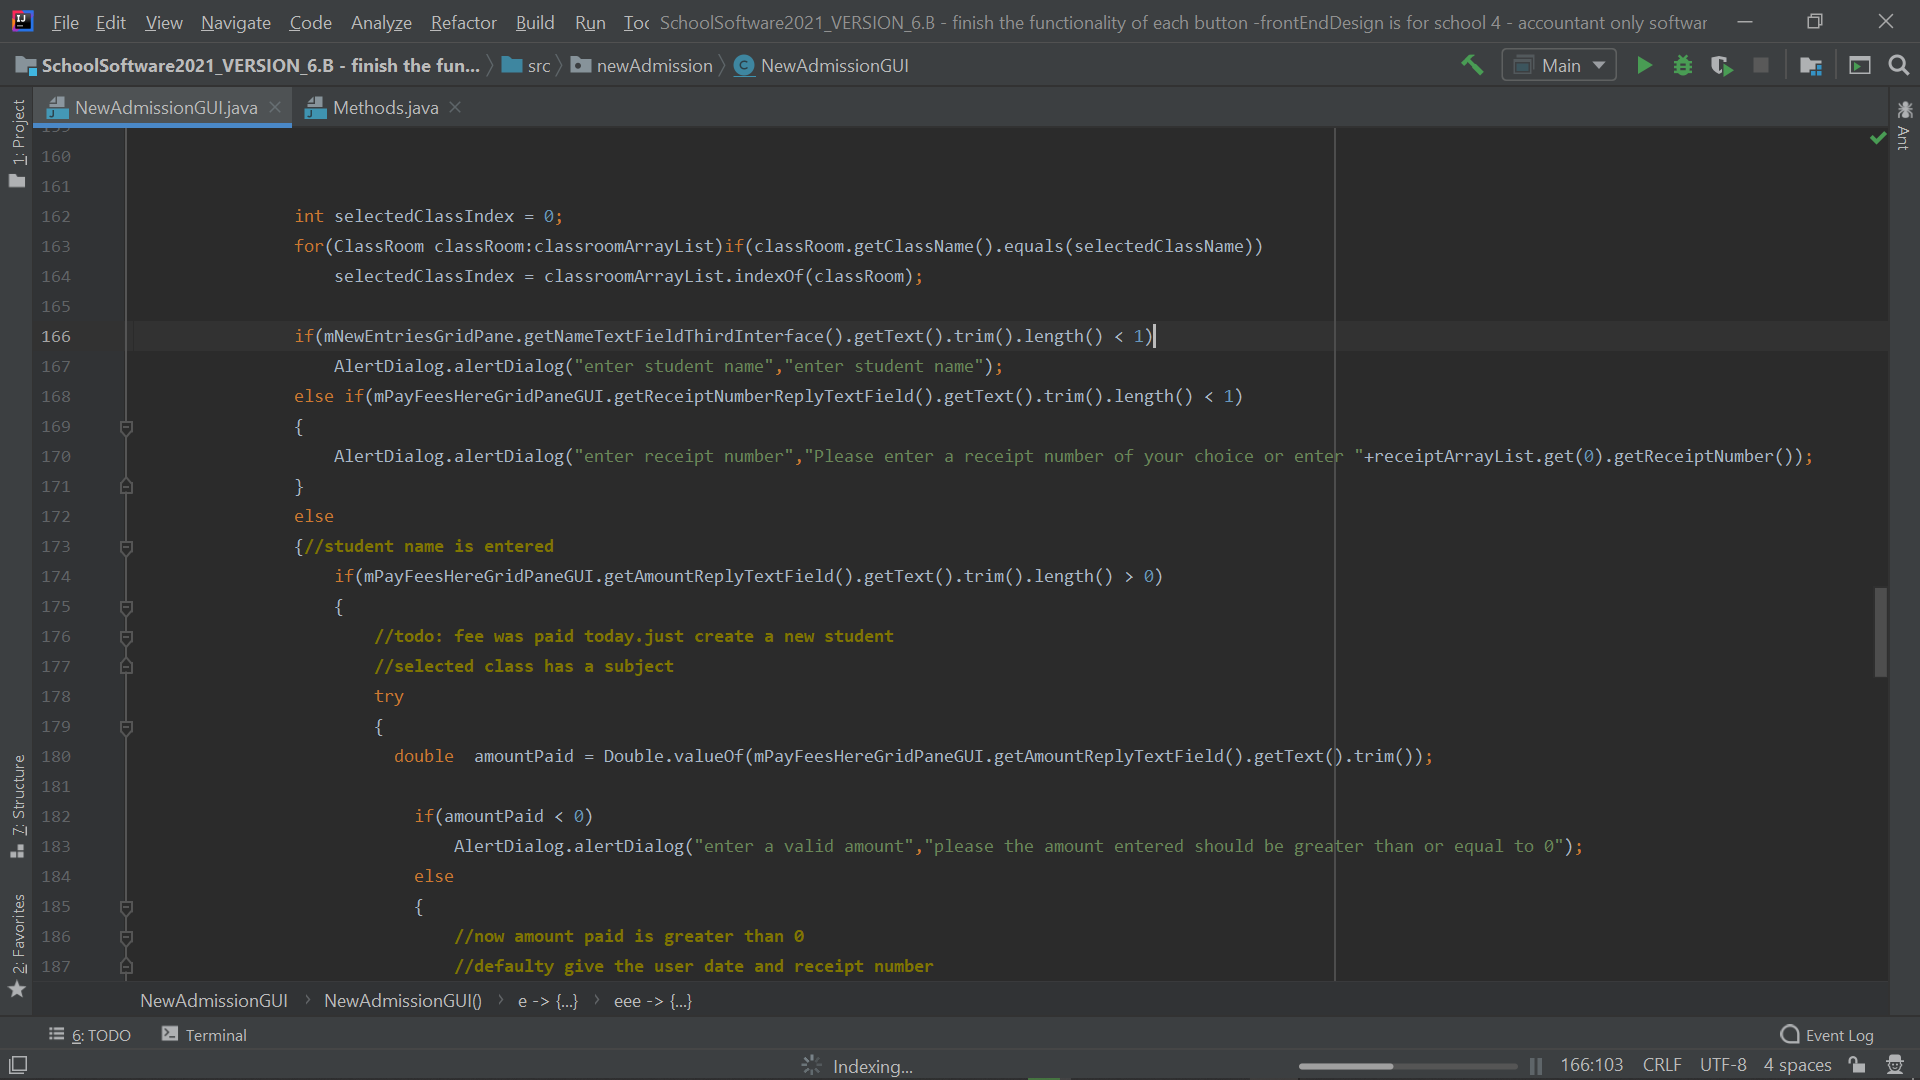 File Edit View Navigate Code Analyze Refactor Build Run Toc SchoolSoftware2021_VERSION_6.B - finish the functionality of each button -frontEndDesign is for school 4 - accountant only softwar
SchoolSoftware2021_VERSION_6.B - finish the fun... src newAdmission NewAdmissionGUI Main
NewAdmissionGUI.java Methods.java
1: Project
Ant
160
161
162 int selectedClassIndex = 0;
163 for(ClassRoom classRoom:classroomArrayList)if(classRoom.getClassName().equals(selectedClassName))
164 selectedClassIndex = classroomArrayList.indexOf(classRoom);
165
166 if(mNewEntriesGridPane.getNameTextFieldThirdInterface().getText().trim().length() < 1)
167 AlertDialog.alertDialog("enter student name","enter student name");
168 else if(mPayFeesHereGridPaneGUI.getReceiptNumberReplyTextField().getText().trim().length() < 1)
169 {
170 AlertDialog.alertDialog("enter receipt number","Please enter a receipt number of your choice or enter "+receiptArrayList.get(0).getReceiptNumber());
171 }
172 else
173 {//student name is entered
174 if(mPayFeesHereGridPaneGUI.getAmountReplyTextField().getText().trim().length() > 0)
175 {
176 //todo: fee was paid today.just create a new student
177 //selected class has a subject
178 try
179 {
180 double  amountPaid = Double.valueOf(mPayFeesHereGridPaneGUI.getAmountReplyTextField().getText().trim());
181
182 if(amountPaid < 0)
183 AlertDialog.alertDialog("enter a valid amount","please the amount entered should be greater than or equal to 0");
184 else
185 {
186 //now amount paid is greater than 0
187 //defaulty give the user date and receipt number
7: Structure
2: Favorites
NewAdmissionGUI NewAdmissionGUI() e -> {...} eee -> {...}
6: TODO Terminal Event Log
Indexing... 166:103 CRLF UTF-8 4 spaces